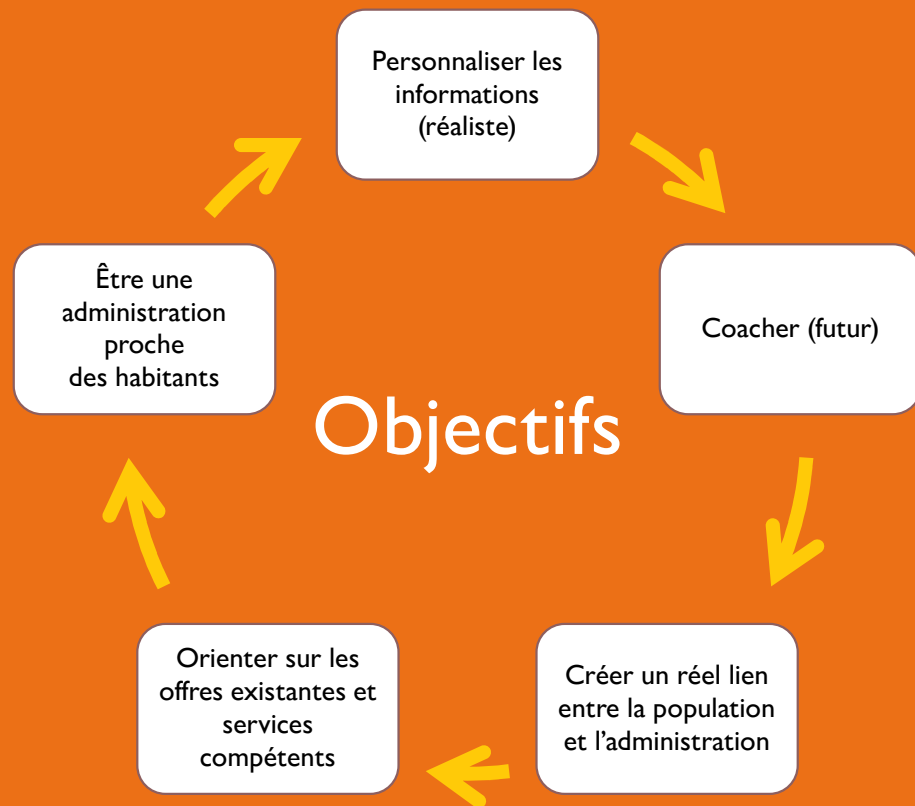 Personnaliser les
informations
(réaliste)
Coacher (futur)
Créer un réel lien
entre la population
et l’administration
Orienter sur les
offres existantes et
services
compétents
Être une
administration
proche
des habitants
Objectifs